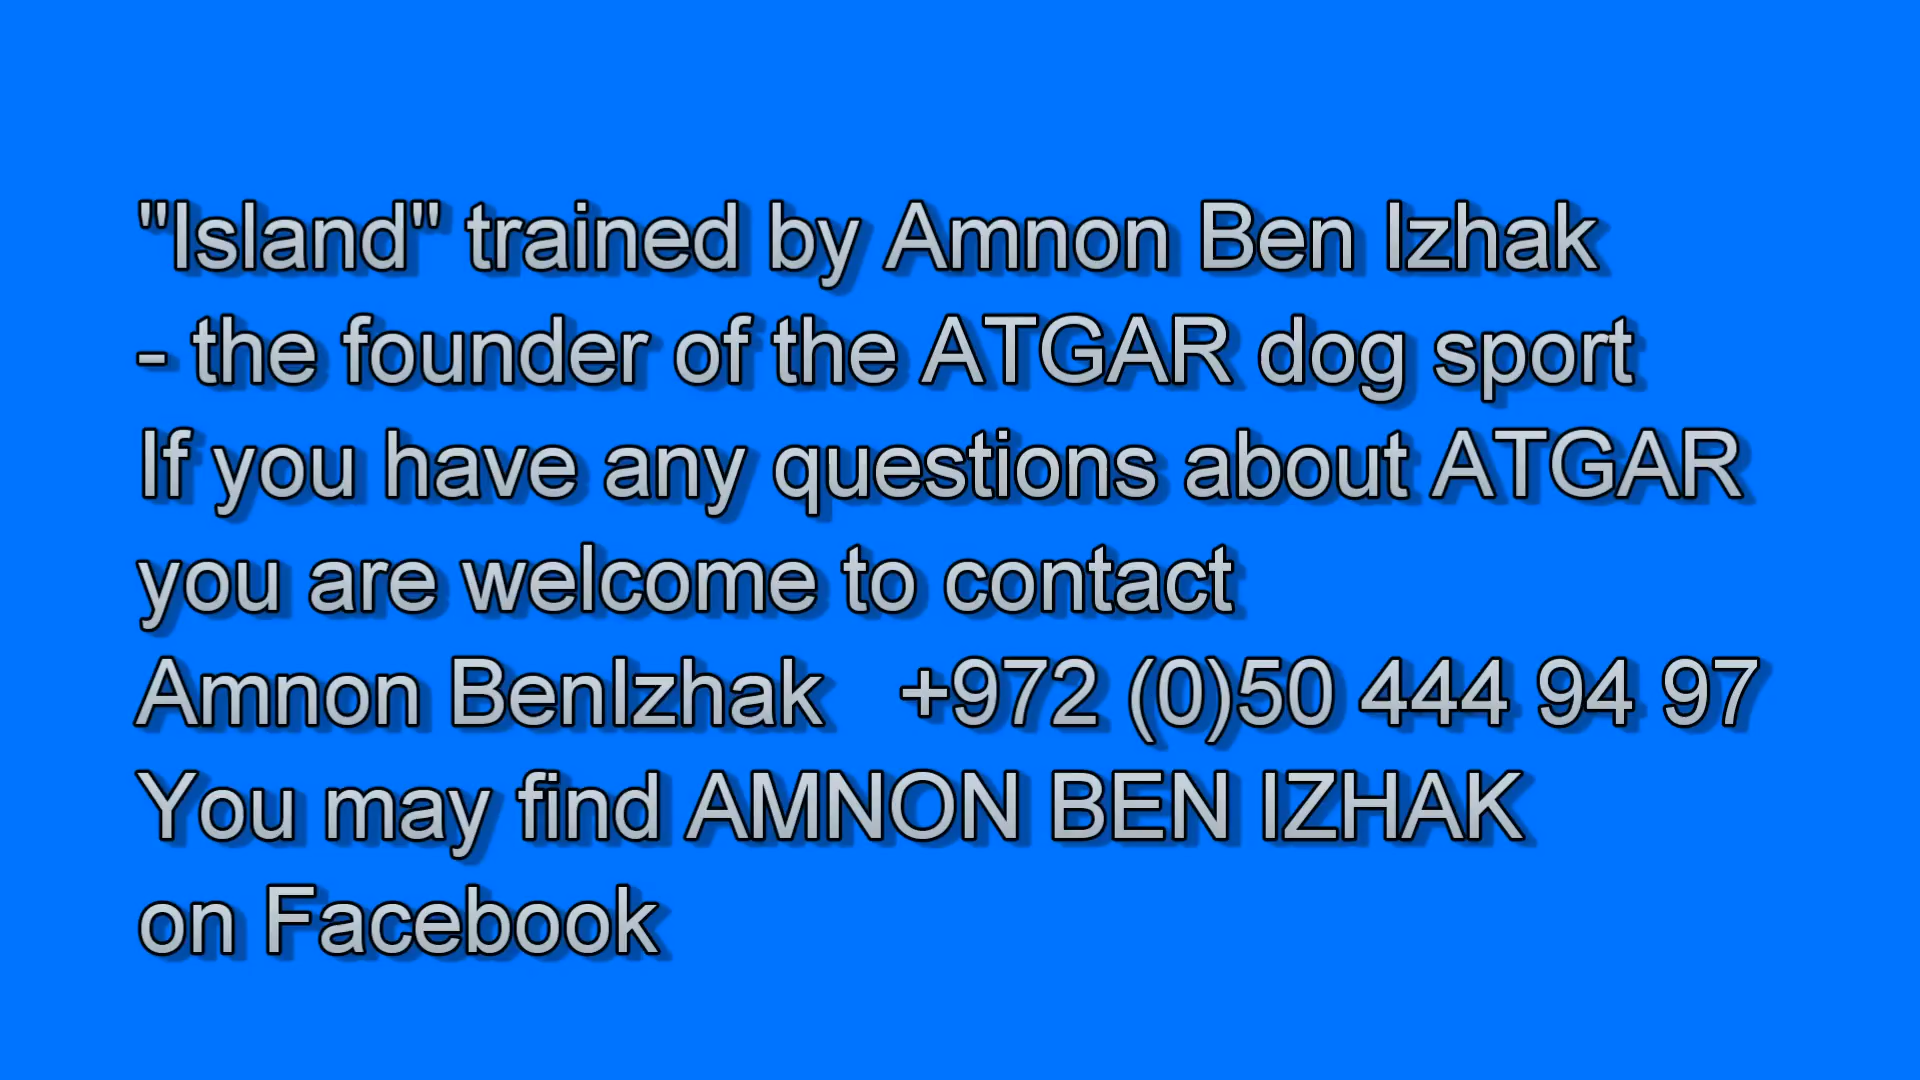 "Island" trained by Amnon Ben Izhak
- the founder of the ATGAR dog sport
If you have any questions about ATGAR
you are welcome to contact
Amnon BenIzhak   +972 (0)50 444 94 97
You may find AMNON BEN IZHAK
on Facebook